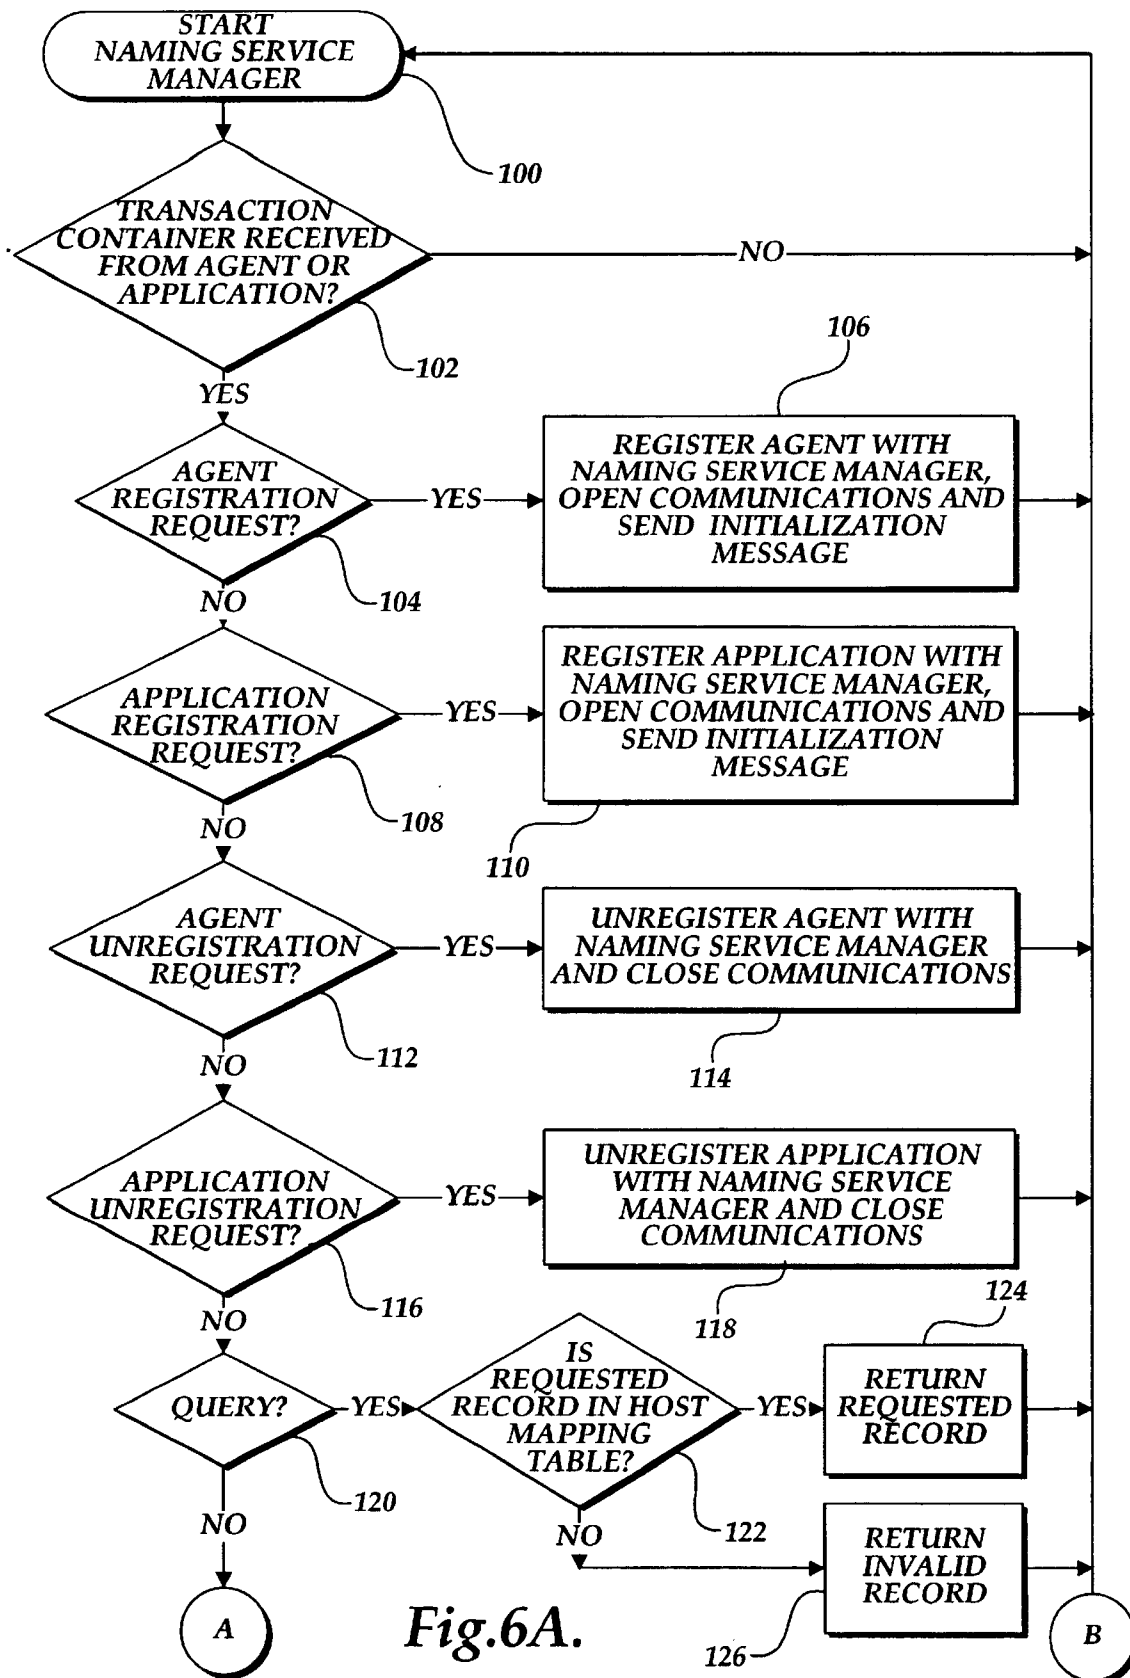 START
NAMING SERVICE
MANAGER
100
TRANSACTION
CONTAINER RECEIVED
FROM AGENT OR
APPLICATION?
NO
102
YES
106
AGENT
REGISTRATION
REQUEST?
YES
REGISTER AGENT WITH
NAMING SERVICE MANAGER,
OPEN COMMUNICATIONS AND
SEND INITIALIZATION
MESSAGE
104
NO
APPLICATION
REGISTRATION
REQUEST?
YES
REGISTER APPLICATION WITH
NAMING SERVICE MANAGER,
OPEN COMMUNICATIONS AND
SEND INITIALIZATION
MESSAGE
108
NO
110
AGENT
UNREGISTRATION
REQUEST?
YES
UNREGISTER AGENT WITH
NAMING SERVICE MANAGER
AND CLOSE COMMUNICATIONS
112
NO
114
APPLICATION
UNREGISTRATION
REQUEST?
YES
UNREGISTER APPLICATION
WITH NAMING SERVICE
MANAGER AND CLOSE
COMMUNICATIONS
116
NO
118
124
QUERY?
YES
IS
REQUESTED
RECORD IN HOST
MAPPING
TABLE?
YES
RETURN
REQUESTED
RECORD
120
NO
122
NO
RETURN
INVALID
RECORD
126
A
Fig.6A.
B